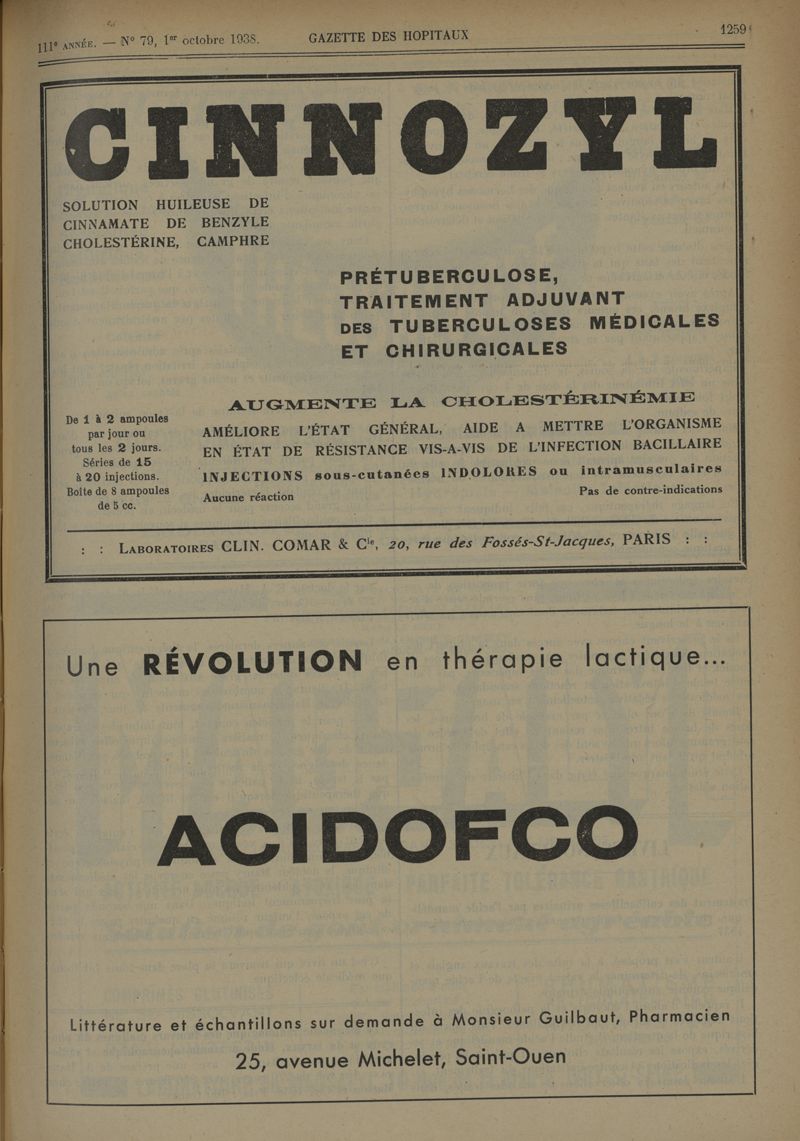 111e ANNÉE. — N° 79, 1er octobre 1938. GAZETTE DES HOPITAUX 1259
CINNOZYL
SOLUTION HUILEUSE DE
CINNAMATE DE BENZYLE
CHOLESTÉRINE, CAMPHRE
PRÉTUBERCULOSE,
TRAITEMENT ADJUVANT
DES TUBERCULOSES MÉDICALES
ET CHIRURGICALES
De 1 à 2 ampoules
par jour ou
tous les 2 jours.
Séries de 15
à 20 injections.
Boîte de 8 ampoules
de 5 cc.
AUGMENTE LA CHOLESTÉRINÉMIE
AMÉLIORE L'ÉTAT GÉNÉRAL, AIDE A METTRE L'ORGANISME
EN ÉTAT DE RÉSISTANCE VIS-A-VIS DE L'INFECTION BACILLAIRE
INJECTIONS sous-cutanées INDOLORES ou intramusculaires
Aucune réaction Pas de contre-indications
: : LABORATOIRES CLIN. COMAR & Cie, 20, rue des Fossés-St-Jacques, PARIS : :
Une RÉVOLUTION en thérapie lactique...
ACIDOFCO
Littérature et échantillons sur demande à Monsieur Guilbaut, Pharmacien
25, avenue Michelet, Saint-Ouen